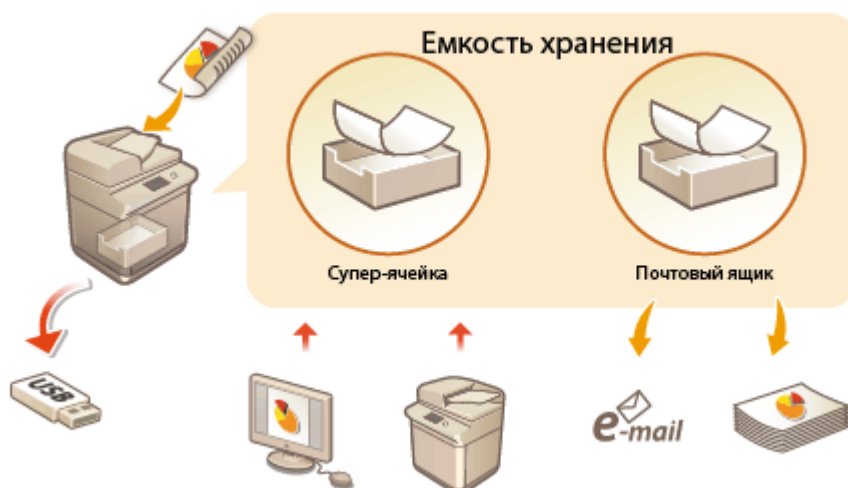 Емкость хранения
Супер-ячейка
Почтовый ящик
USB
e-mail